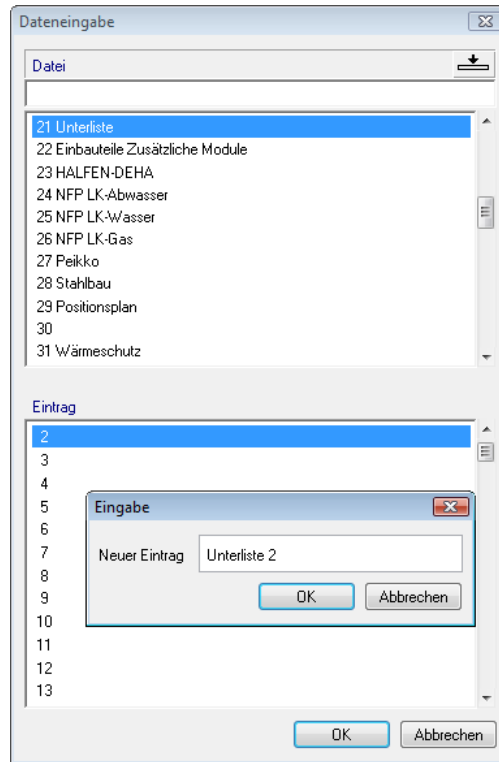 Dateneingabe
Datei
21 Unterliste
22 Einbauteile Zusätzliche Module
23 HALFEN-DEHA
24 NFP LK-Abwasser
25 NFP LK-Wasser
26 NFP LK-Gas
27 Peikko
28 Stahlbau
29 Positionsplan
30
31 Wärmeschutz
Eintrag
2
3
4
5
6
7
8
9
10
11
12
13
Eingabe
Neuer Eintrag Unterliste 2
OK Abbrechen
OK Abbrechen